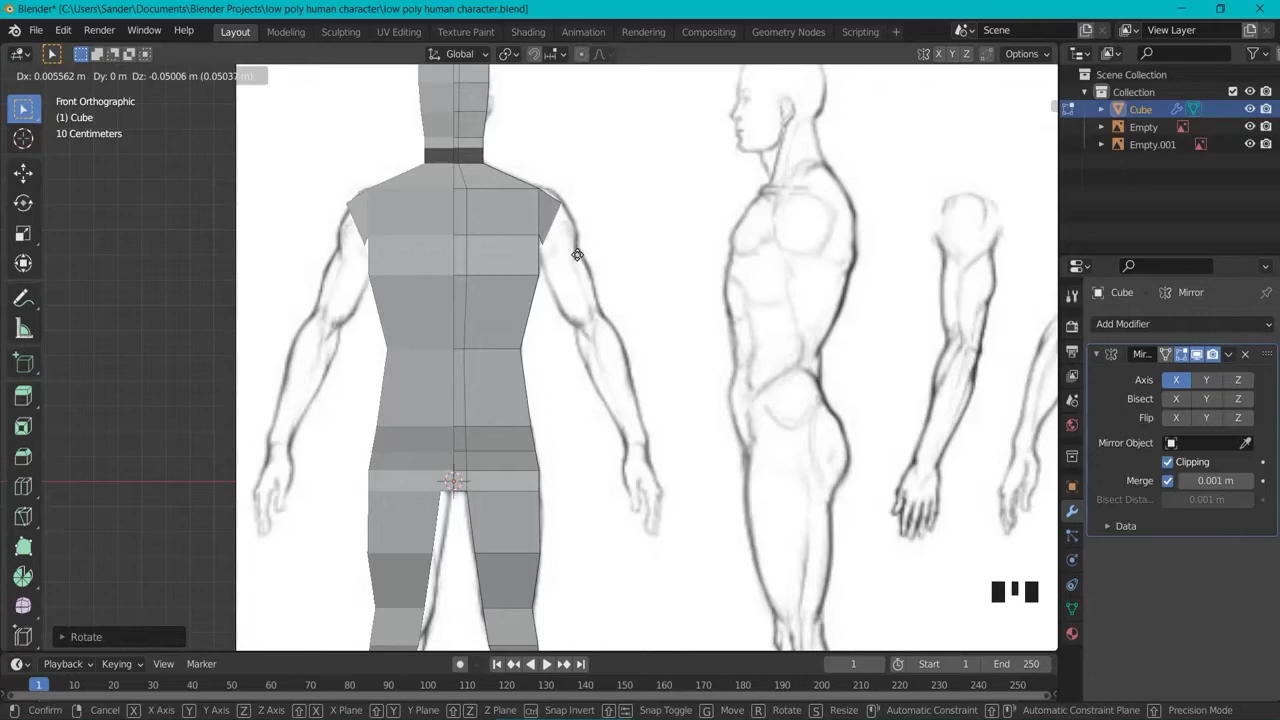 Blender* [C:\Users\Sander\Documents\Blender Projects\low poly human character\low poly human character.blend]
File Edit Render Window Help Layout Modeling Sculpting UV Editing Texture Paint Shading Animation Rendering Compositing Geometry Nodes Scripting + Scene View Layer
Global X Y Z Options
Dx: 0.005562 m Dy: 0 m Dz: -0.05006 m (0.05037 m)
Front Orthographic
(1) Cube
10 Centimeters
Scene Collection
Collection
Cube
Empty
Empty.001
Cube Mirror
Add Modifier
Mir...
Axis X Y Z
Bisect X Y Z
Flip X Y Z
Mirror Object
Clipping
Merge 0.001 m
Bisect Dista... 0.001 m
Data
Rotate
Playback Keying View Marker 1 Start 1 End 250
1 10 20 30 40 50 60 70 80 90 100 110 120 130 140 150 160 170 180 190 200 210 220 230 240 250
Confirm Cancel X X Axis Y Y Axis Z Z Axis X X Plane Y Y Plane Z Z Plane Ctrl Snap Invert Snap Toggle G Move R Rotate S Resize Automatic Constraint Automatic Constraint Plane Precision Mode